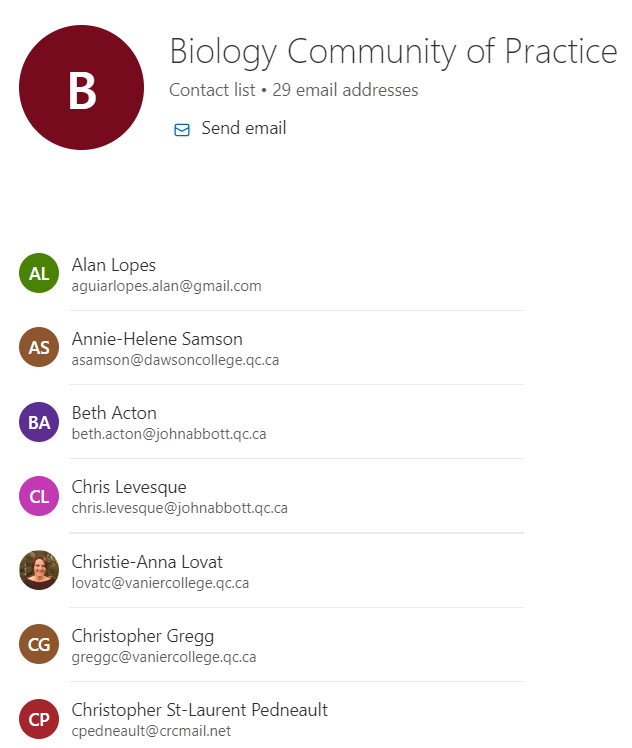 B
Biology Community of Practice
Contact list • 29 email addresses
Send email
AL
Alan Lopes
aguiarlopes.alan@gmail.com
AS
Annie-Helene Samson
asamson@dawsoncollege.qc.ca
BA
Beth Acton
beth.acton@johnabbott.qc.ca
CL
Chris Levesque
chris.levesque@johnabbott.qc.ca
Christie-Anna Lovat
lovatc@vaniercollege.qc.ca
CG
Christopher Gregg
greggc@vaniercollege.qc.ca
CP
Christopher St-Laurent Pedneault
cpedneault@crcmail.net